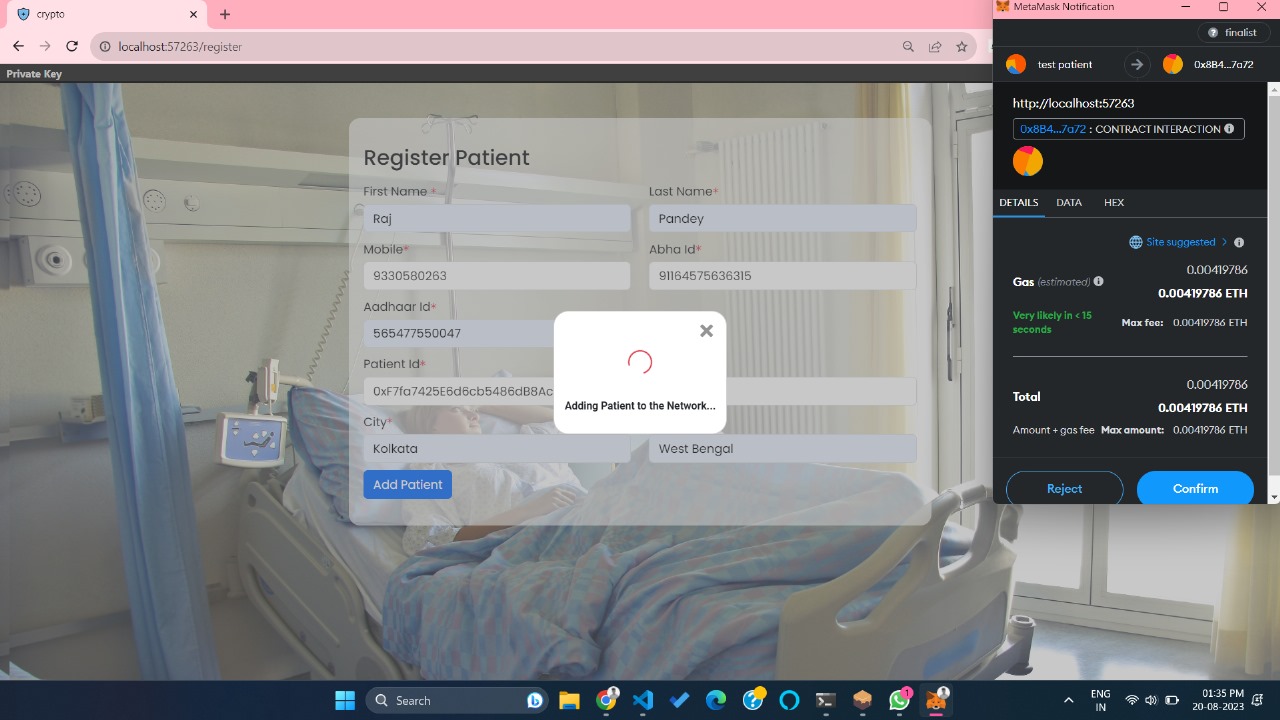 crypto
localhost:57263/register
Private Key
Register Patient
First Name *
Last Name*
Raj
Pandey
Mobile*
Abha Id*
9330580263
91164575636315
Aadhaar Id*
565477550047
Patient Id*
0xF7fa7425E6d6cb5486dB8Ac
City*
Kolkata
West Bengal
Add Patient
Adding Patient to the Network...
MetaMask Notification
finalist
test patient
0x8B4...7a72
http://localhost:57263
0x8B4...7a72 : CONTRACT INTERACTION
DETAILS DATA HEX
Site suggested >
0.00419786
Gas (estimated)
0.00419786 ETH
Very likely in < 15 seconds
Max fee: 0.00419786 ETH
0.00419786
Total
0.00419786 ETH
Amount + gas fee Max amount: 0.00419786 ETH
Reject
Confirm
Search
1
ENG
IN
01:35 PM
20-08-2023